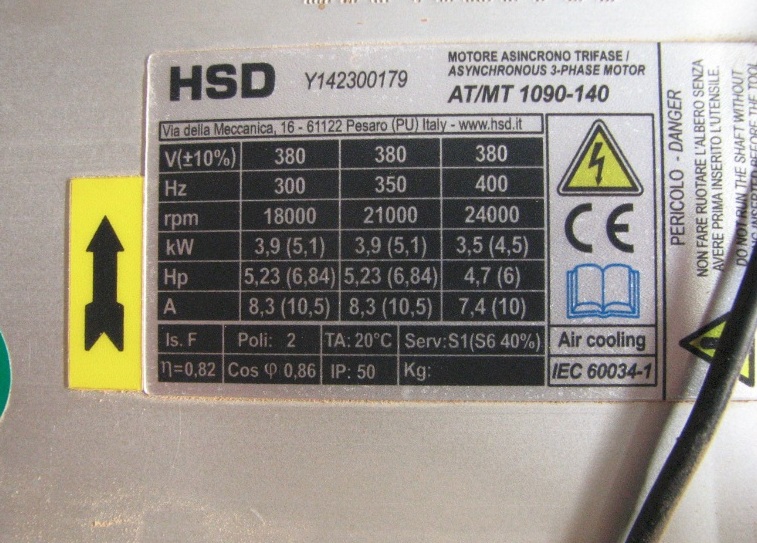 HSD Y142300179
MOTORE ASINCRONO TRIFASE /
ASYNCHRONOUS 3-PHASE MOTOR
AT/MT 1090-140
Via della Meccanica, 16 - 61122 Pesaro (PU) Italy - www.hsd.it
V(±10%) 380 380 380
Hz 300 350 400
rpm 18000 21000 24000
kW 3,9 (5,1) 3,9 (5,1) 3,5 (4,5)
Hp 5,23 (6,84) 5,23 (6,84) 4,7 (6)
A 8,3 (10,5) 8,3 (10,5) 7,4 (10)
Is. F Poli: 2 TA: 20°C Serv:S1(S6 40%)
η=0,82 Cos φ 0,86 IP: 50 Kg:
CE
Air cooling
IEC 60034-1
PERICOLO - DANGER
NON FARE RUOTARE L'ALBERO SENZA
AVERE PRIMA INSERITO L'UTENSILE.
DO NOT RUN THE SHAFT WITHOUT
BEFORE THE TOOL